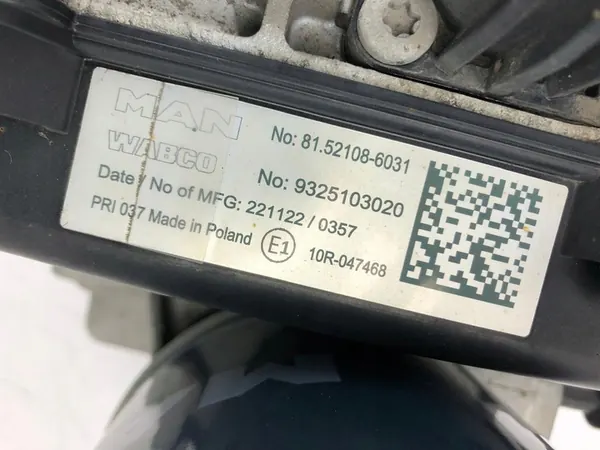 MAN No: 81.52108-6031
WABCO No: 9325103020
Date / No of MFG: 221122 / 0357
PRI 037 Made in Poland E1 10R-047468